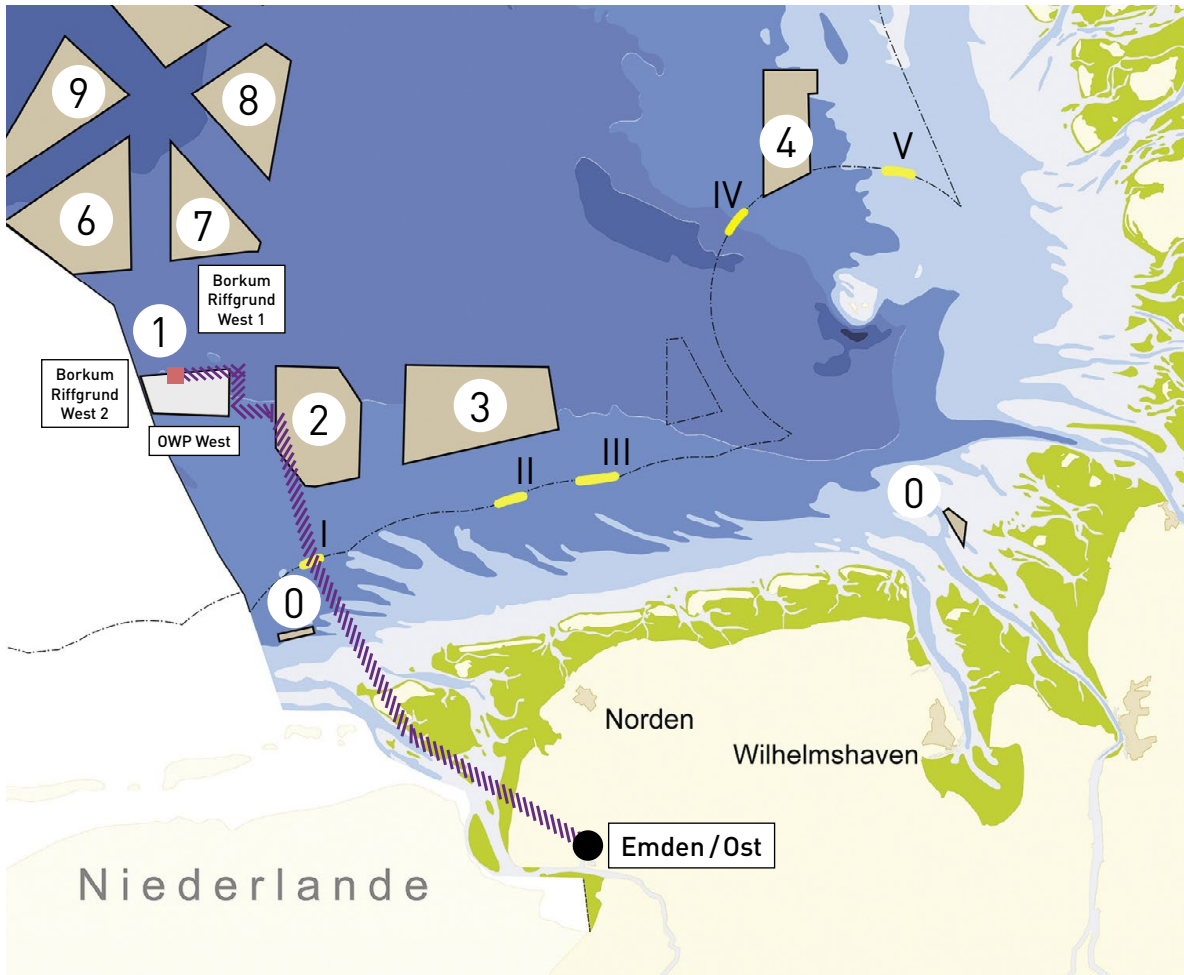 9
8
4
V
IV
6
7
Borkum
Riffgrund
West 1
1
Borkum
Riffgrund
West 2
OWP West
2
3
II
III
I
0
0
Norden
Wilhelmshaven
Emden / Ost
Niederlande